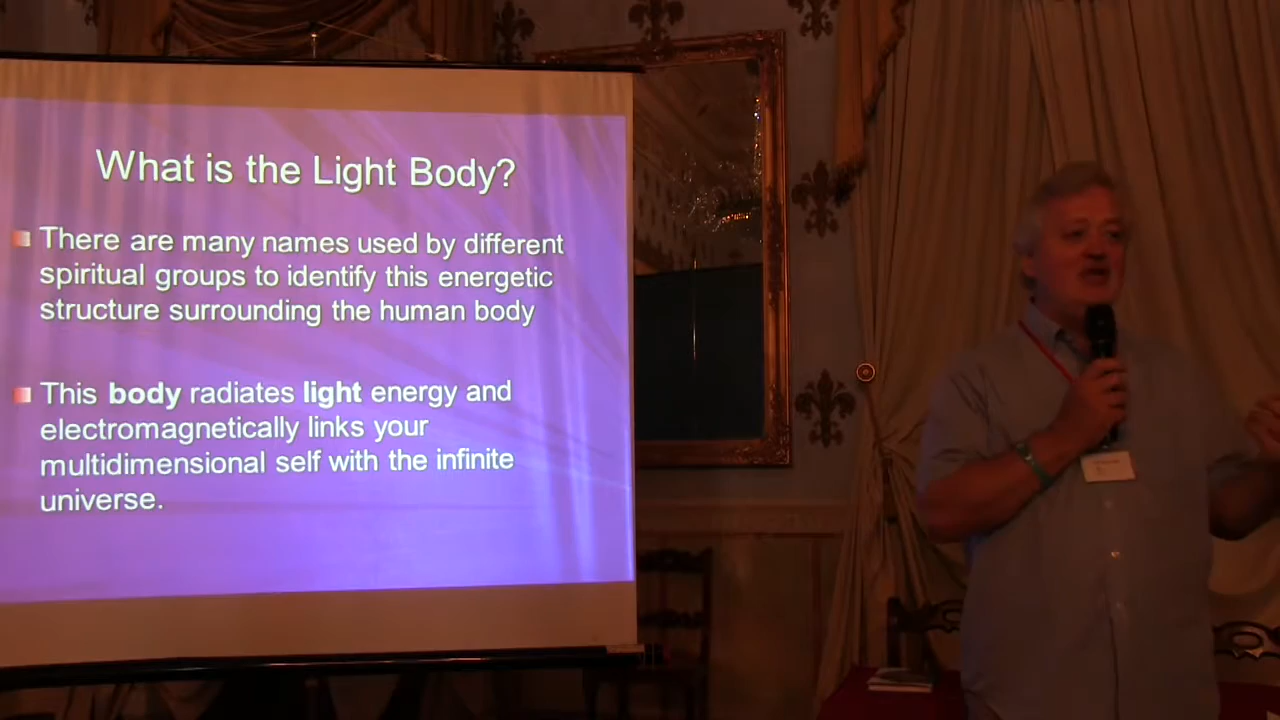 What is the Light Body?
There are many names used by different
spiritual groups to identify this energetic
structure surrounding the human body
This body radiates light energy and
electromagnetically links your
multidimensional self with the infinite
universe.